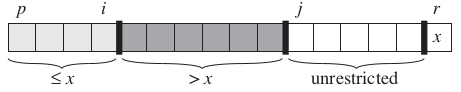 p i j r
x
≤ x > x unrestricted